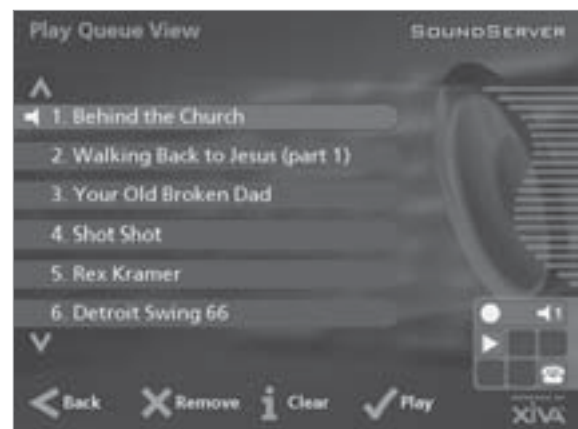 Play Queue View
SOUNDSERVER
1. Behind the Church
2. Walking Back to Jesus (part 1)
3. Your Old Broken Dad
4. Shot Shot
5. Rex Kramer
6. Detroit Swing 66
1
Back Remove Clear Play
xiva